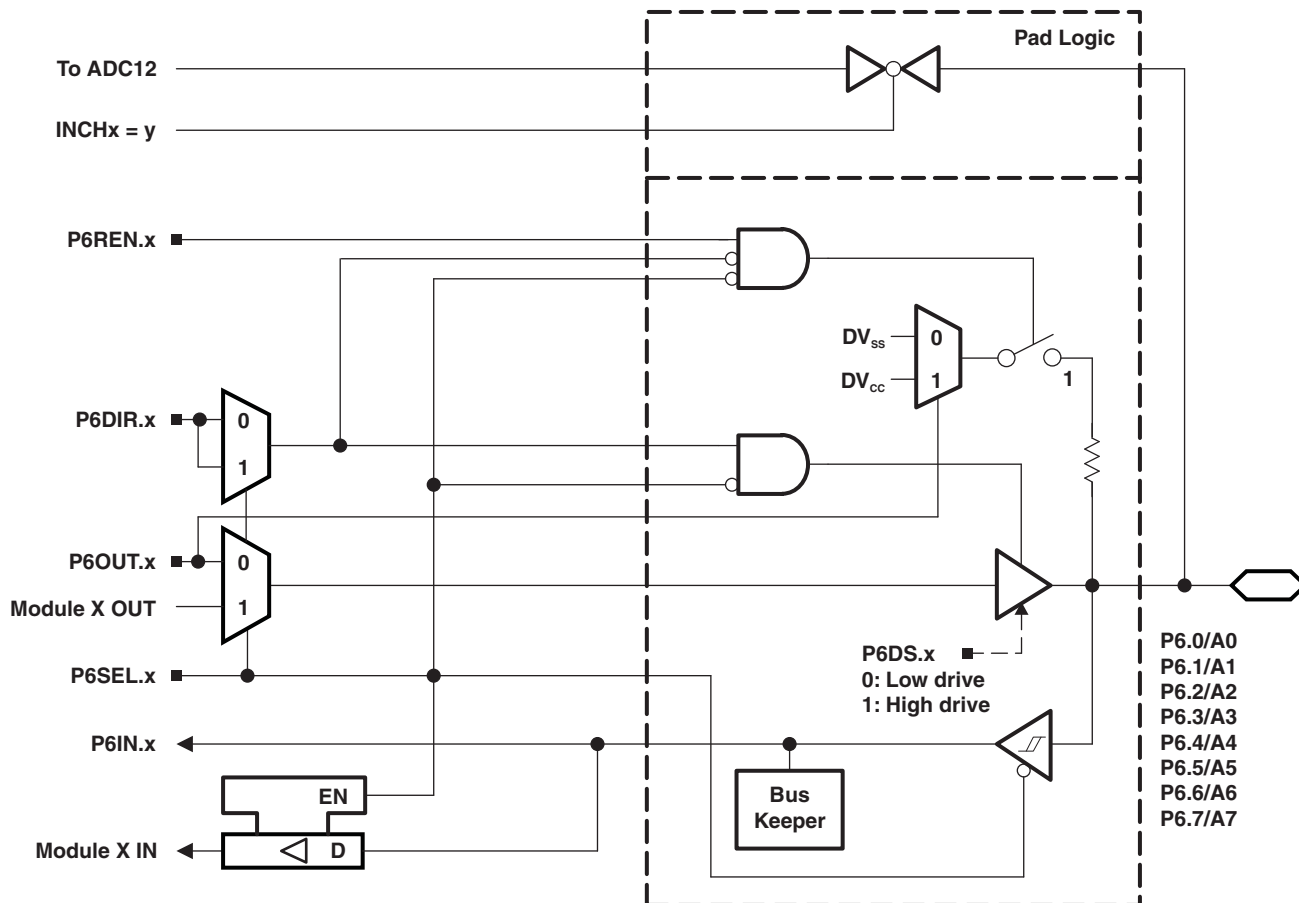 Pad Logic
To ADC12
INCHx = y
P6REN.x
DVSS
0
DVCC
1
1
P6DIR.x
0
1
P6OUT.x
0
Module X OUT
1
P6SEL.x
P6DS.x
0: Low drive
1: High drive
P6.0/A0
P6.1/A1
P6.2/A2
P6.3/A3
P6.4/A4
P6.5/A5
P6.6/A6
P6.7/A7
P6IN.x
Bus
Keeper
EN
Module X IN
D